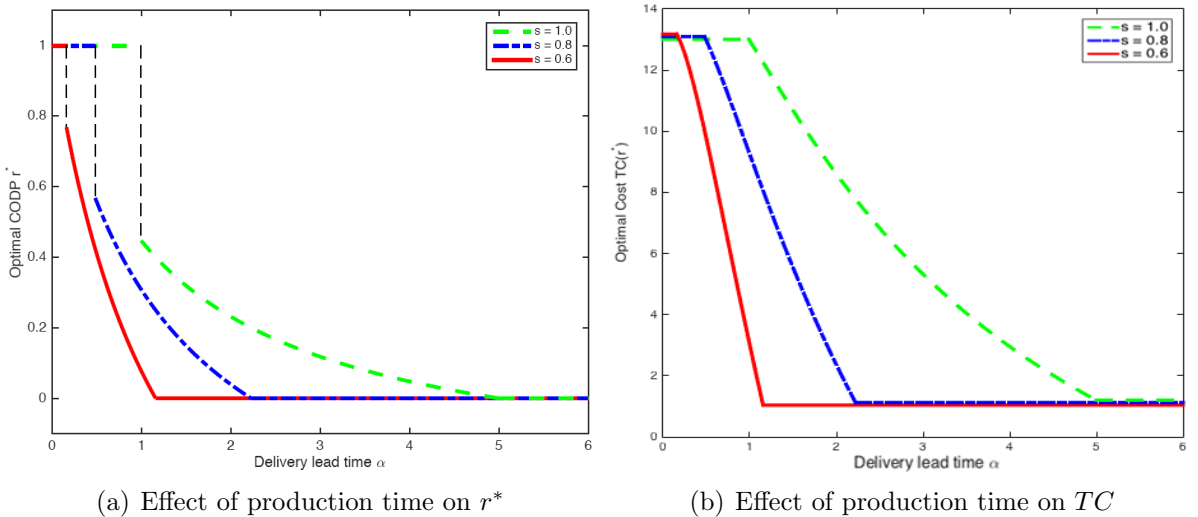 s = 1.0
s = 0.8
s = 0.6
1
0.8
0.6
0.4
0.2
0
Optimal CODP r*
0 1 2 3 4 5 6
Delivery lead time α
(a) Effect of production time on r*
14
12
10
8
6
4
2
0
Optimal Cost TC(r*)
s = 1.0
s = 0.8
s = 0.6
0 1 2 3 4 5 6
Delivery lead time α
(b) Effect of production time on TC